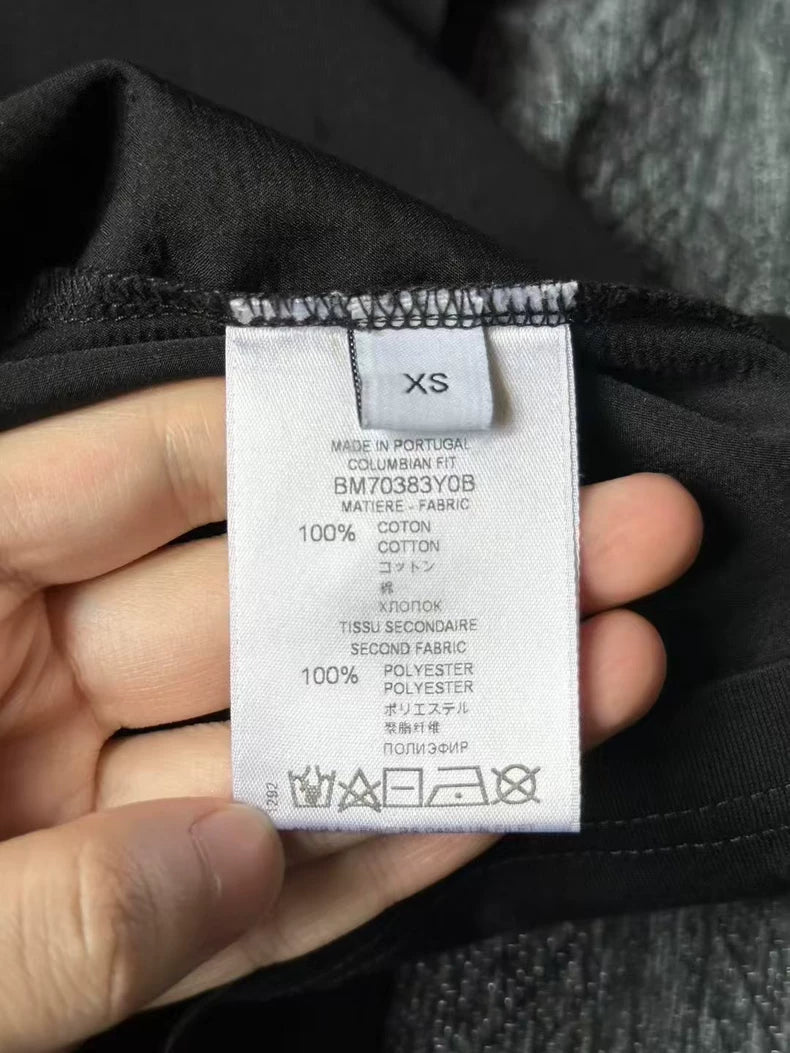 XS
MADE IN PORTUGAL
COLUMBIAN FIT
BM70383Y0B
MATIERE - FABRIC
100% COTON
COTTON
コットン
棉
ХЛОПОК
TISSU SECONDAIRE
SECOND FABRIC
100% POLYESTER
POLYESTER
ポリエステル
聚脂纤维
ПОЛИЭФИР
1292